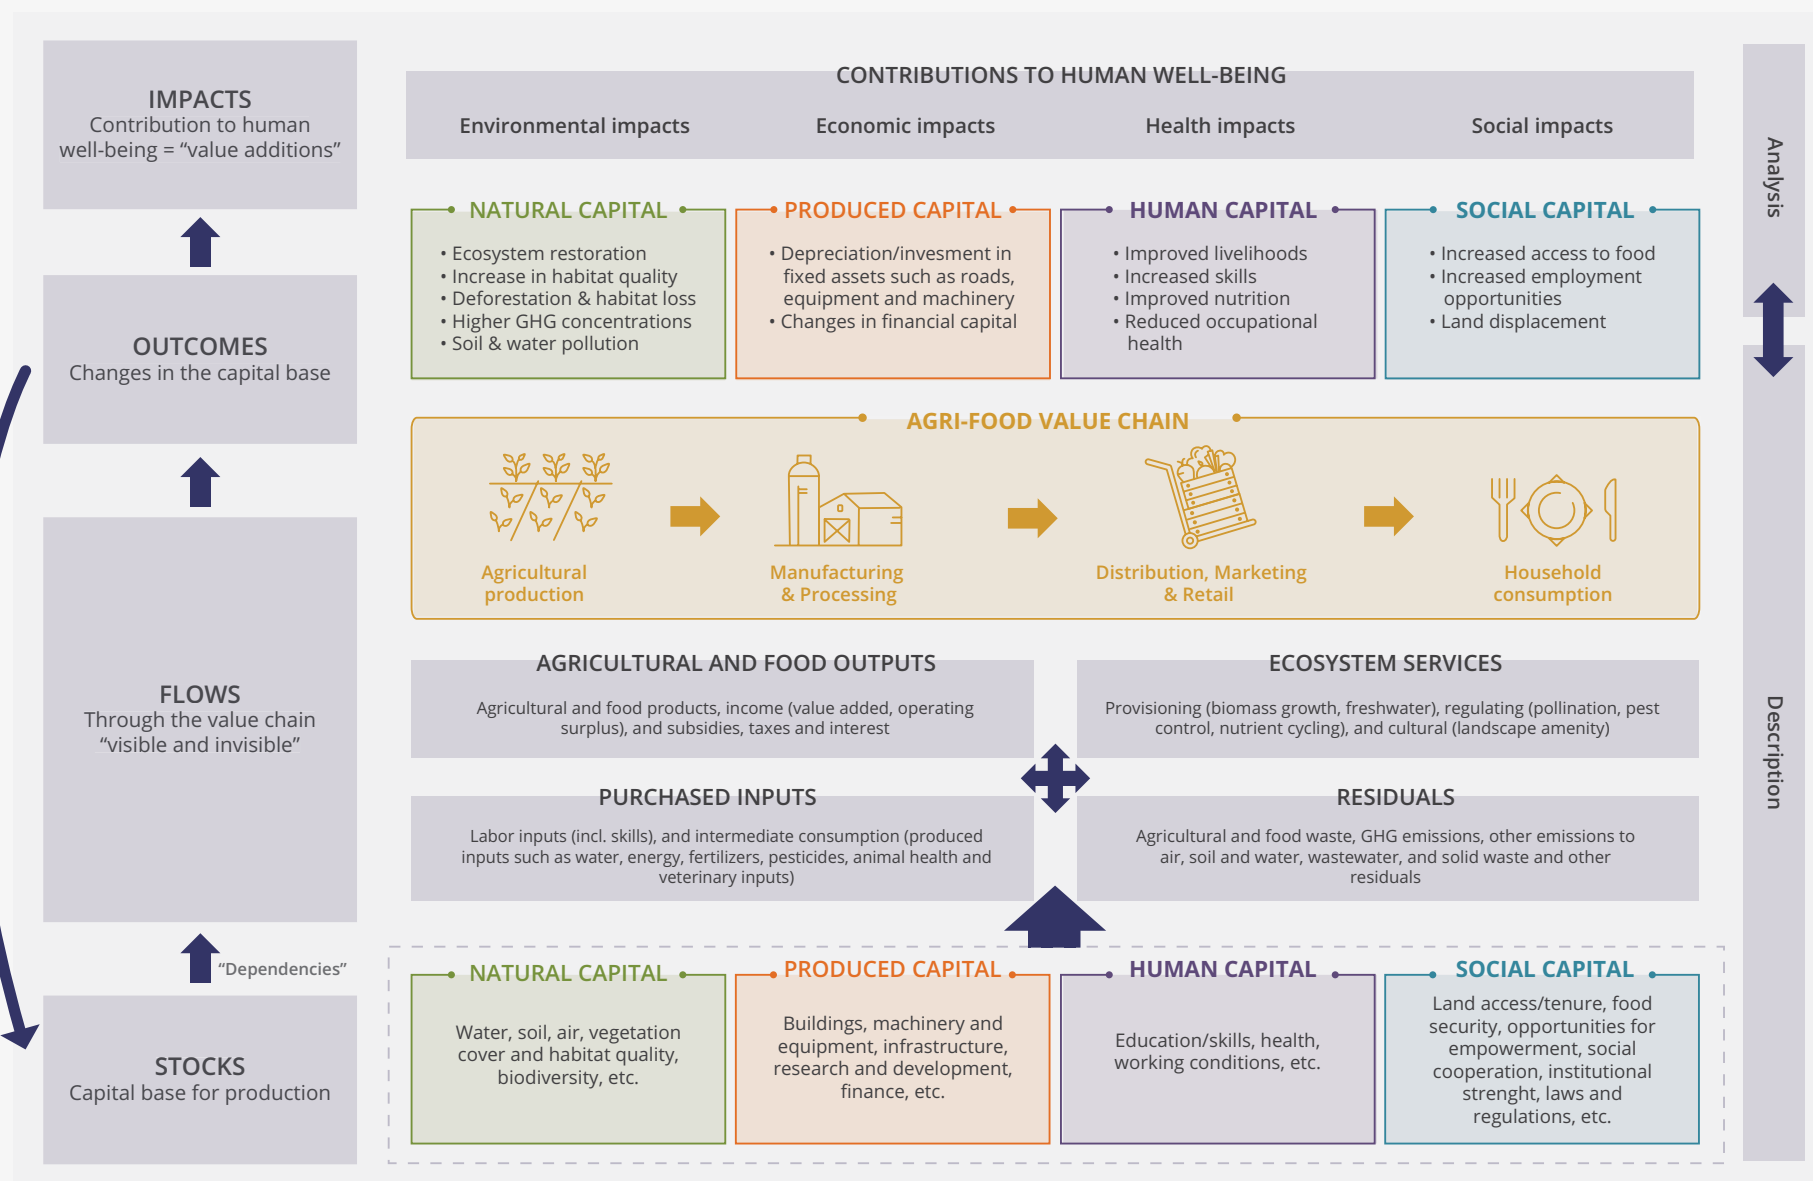 IMPACTS
Contribution to human
well-being = “value additions”
OUTCOMES
Changes in the capital base
FLOWS
Through the value chain
“visible and invisible”
“Dependencies”
STOCKS
Capital base for production
CONTRIBUTIONS TO HUMAN WELL-BEING
Environmental impacts
Economic impacts
Health impacts
Social impacts
NATURAL CAPITAL
• Ecosystem restoration
• Increase in habitat quality
• Deforestation & habitat loss
• Higher GHG concentrations
• Soil & water pollution
PRODUCED CAPITAL
• Depreciation/invesment in
fixed assets such as roads,
equipment and machinery
• Changes in financial capital
HUMAN CAPITAL
• Improved livelihoods
• Increased skills
• Improved nutrition
• Reduced occupational
health
SOCIAL CAPITAL
• Increased access to food
• Increased employment
opportunities
• Land displacement
AGRI-FOOD VALUE CHAIN
Agricultural
production
Manufacturing
& Processing
Distribution, Marketing
& Retail
Household
consumption
AGRICULTURAL AND FOOD OUTPUTS
Agricultural and food products, income (value added, operating
surplus), and subsidies, taxes and interest
ECOSYSTEM SERVICES
Provisioning (biomass growth, freshwater), regulating (pollination, pest
control, nutrient cycling), and cultural (landscape amenity)
PURCHASED INPUTS
Labor inputs (incl. skills), and intermediate consumption (produced
inputs such as water, energy, fertilizers, pesticides, animal health and
veterinary inputs)
RESIDUALS
Agricultural and food waste, GHG emissions, other emissions to
air, soil and water, wastewater, and solid waste and other
residuals
NATURAL CAPITAL
Water, soil, air, vegetation
cover and habitat quality,
biodiversity, etc.
PRODUCED CAPITAL
Buildings, machinery and
equipment, infrastructure,
research and development,
finance, etc.
HUMAN CAPITAL
Education/skills, health,
working conditions, etc.
SOCIAL CAPITAL
Land access/tenure, food
security, opportunities for
empowerment, social
cooperation, institutional
strenght, laws and
regulations, etc.
Analysis
Description